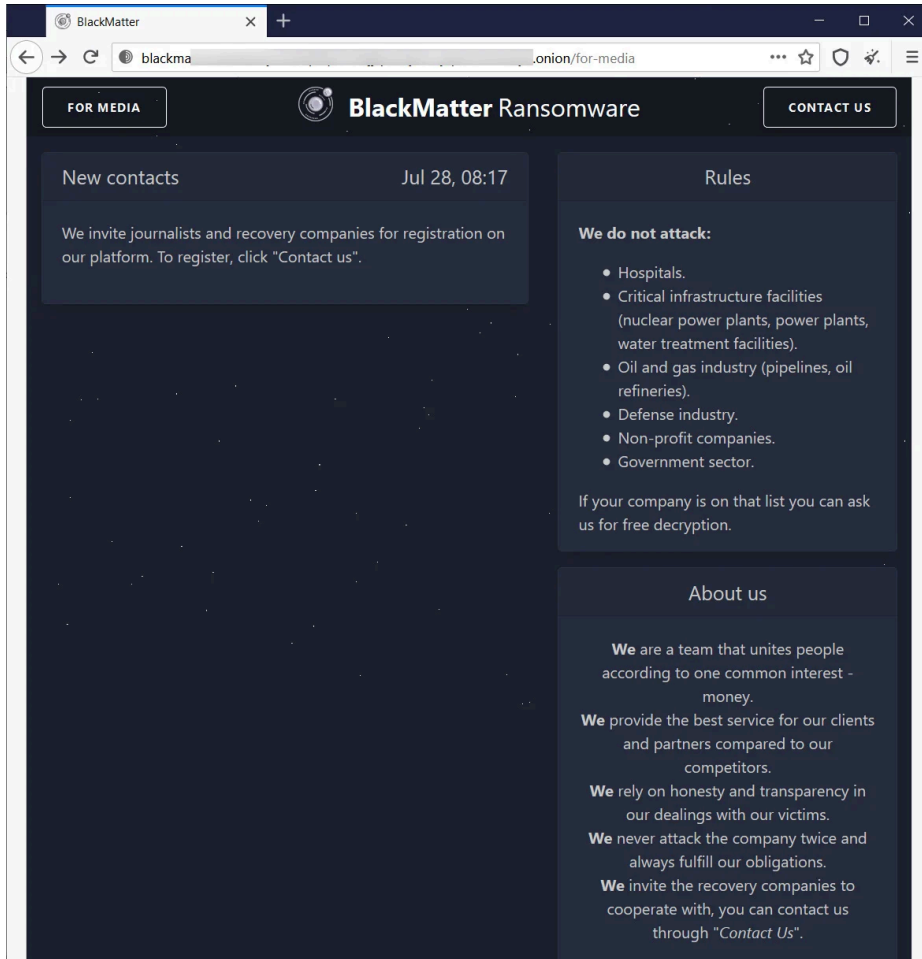 BlackMatter
blackma
.onion/for-media
FOR MEDIA
BlackMatter Ransomware
CONTACT US
New contacts
Jul 28, 08:17
We invite journalists and recovery companies for registration on
our platform. To register, click "Contact us".
Rules
We do not attack:
• Hospitals.
• Critical infrastructure facilities
(nuclear power plants, power plants,
water treatment facilities).
• Oil and gas industry (pipelines, oil
refineries).
• Defense industry.
• Non-profit companies.
• Government sector.
If your company is on that list you can ask
us for free decryption.
About us
We are a team that unites people
according to one common interest -
money.
We provide the best service for our clients
and partners compared to our
competitors.
We rely on honesty and transparency in
our dealings with our victims.
We never attack the company twice and
always fulfill our obligations.
We invite the recovery companies to
cooperate with, you can contact us
through "Contact Us".